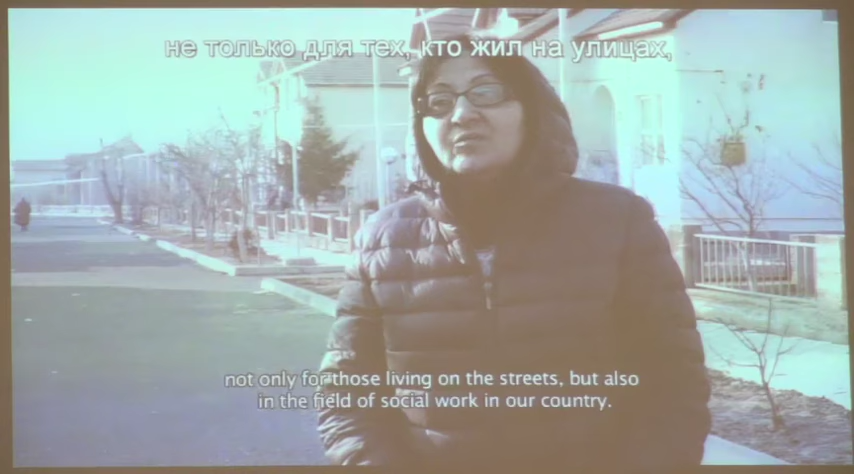 не только для тех, кто жил на улицах,
not only for those living on the streets, but also
in the field of social work in our country.